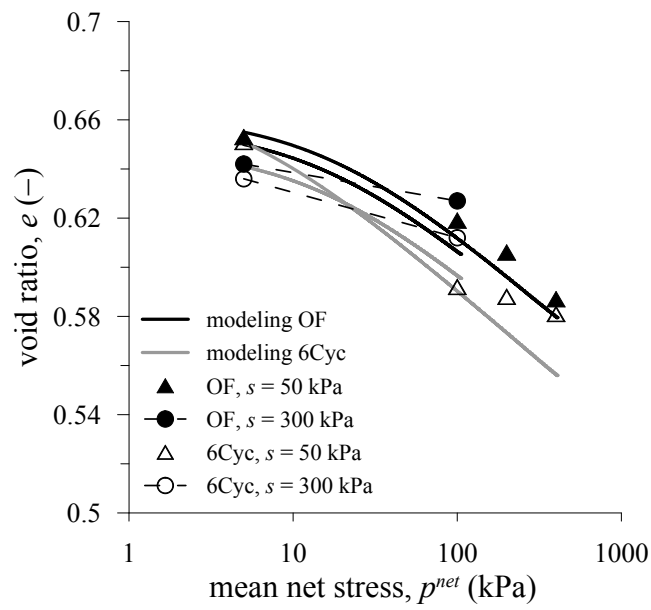 0.7
0.66
0.62
0.58
0.54
0.5
void ratio, e (−)
modeling OF
modeling 6Cyc
OF, s = 50 kPa
OF, s = 300 kPa
6Cyc, s = 50 kPa
6Cyc, s = 300 kPa
1
10
100
1000
mean net stress, p^net (kPa)